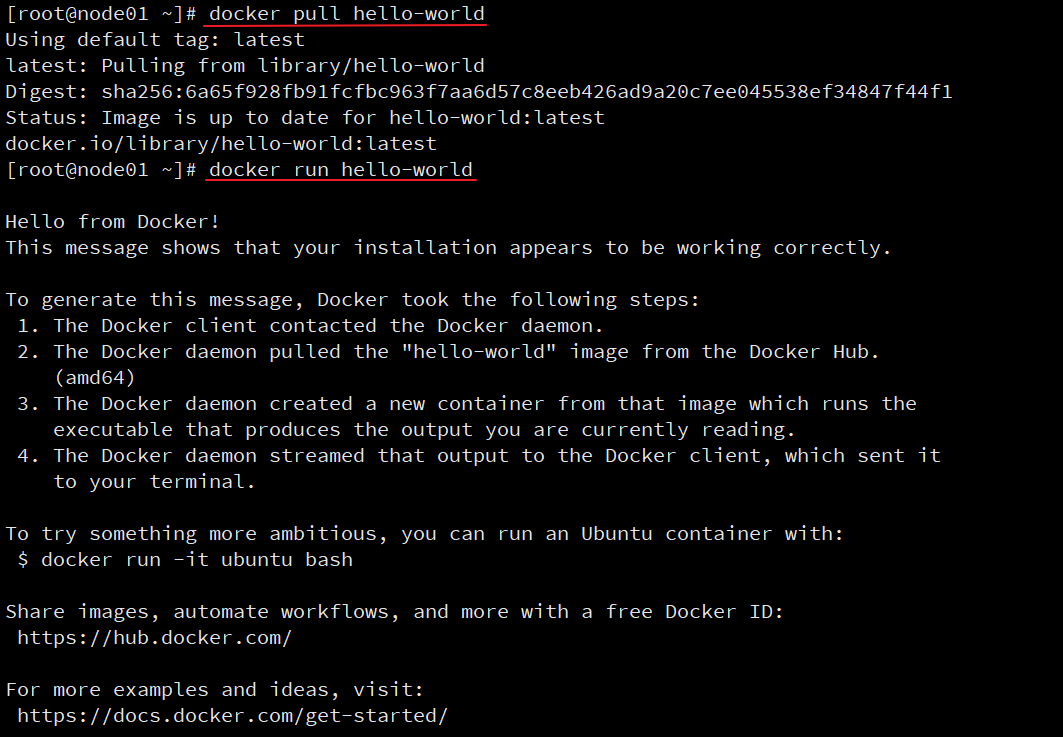 [root@node01 ~]# docker pull hello-world
Using default tag: latest
latest: Pulling from library/hello-world
Digest: sha256:6a65f928fb91fcfbc963f7aa6d57c8eeb426ad9a20c7ee045538ef34847f44f1
Status: Image is up to date for hello-world:latest
docker.io/library/hello-world:latest
[root@node01 ~]# docker run hello-world

Hello from Docker!
This message shows that your installation appears to be working correctly.

To generate this message, Docker took the following steps:
 1. The Docker client contacted the Docker daemon.
 2. The Docker daemon pulled the "hello-world" image from the Docker Hub.
    (amd64)
 3. The Docker daemon created a new container from that image which runs the
    executable that produces the output you are currently reading.
 4. The Docker daemon streamed that output to the Docker client, which sent it
    to your terminal.

To try something more ambitious, you can run an Ubuntu container with:
 $ docker run -it ubuntu bash

Share images, automate workflows, and more with a free Docker ID:
 https://hub.docker.com/

For more examples and ideas, visit:
 https://docs.docker.com/get-started/